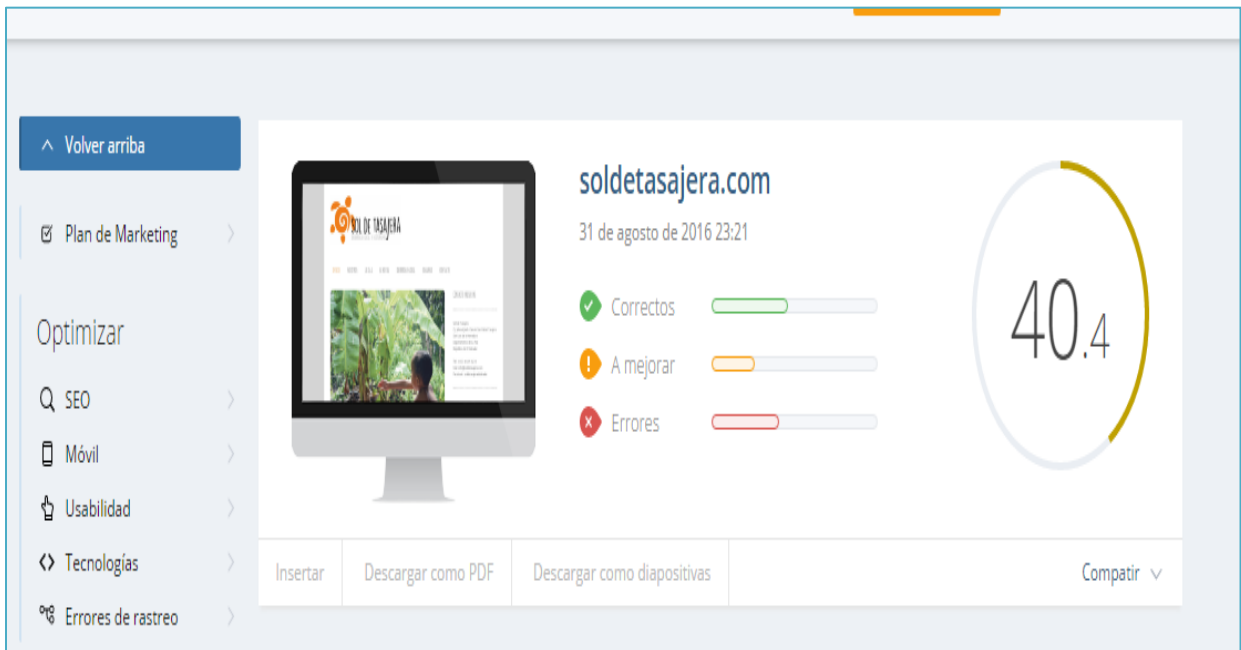 Volver arriba
Plan de Marketing
Optimizar
SEO
Móvil
Usabilidad
Tecnologías
Errores de rastreo
SOL DE TASAJERA
soldetasajera.com
31 de agosto de 2016 23:21
Correctos
A mejorar
Errores
40.4
Insertar
Descargar como PDF
Descargar como diapositivas
Compatir